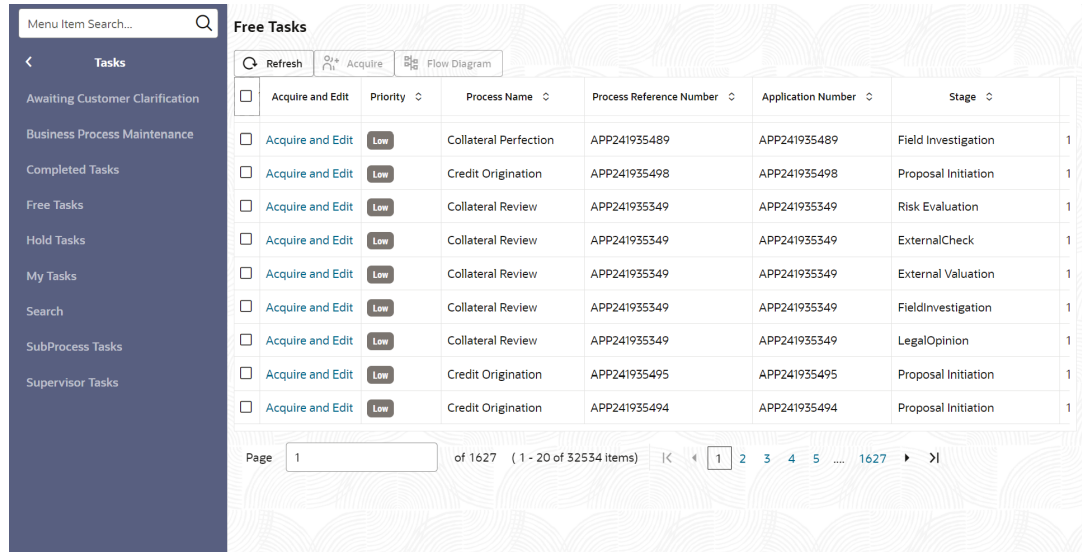 Menu Item Search...
Tasks
Awaiting Customer Clarification
Business Process Maintenance
Completed Tasks
Free Tasks
Hold Tasks
My Tasks
Search
SubProcess Tasks
Supervisor Tasks
Free Tasks
Refresh Acquire Flow Diagram
Acquire and Edit Priority Process Name Process Reference Number Application Number Stage
Acquire and Edit Low Collateral Perfection APP241935489 APP241935489 Field Investigation 1
Acquire and Edit Low Credit Origination APP241935498 APP241935498 Proposal Initiation 1
Acquire and Edit Low Collateral Review APP241935349 APP241935349 Risk Evaluation 1
Acquire and Edit Low Collateral Review APP241935349 APP241935349 ExternalCheck 1
Acquire and Edit Low Collateral Review APP241935349 APP241935349 External Valuation 1
Acquire and Edit Low Collateral Review APP241935349 APP241935349 FieldInvestigation 1
Acquire and Edit Low Collateral Review APP241935349 APP241935349 LegalOpinion 1
Acquire and Edit Low Credit Origination APP241935495 APP241935495 Proposal Initiation 1
Acquire and Edit Low Credit Origination APP241935494 APP241935494 Proposal Initiation 1
Page 1 of 1627 (1 - 20 of 32534 items) 1 2 3 4 5 .... 1627